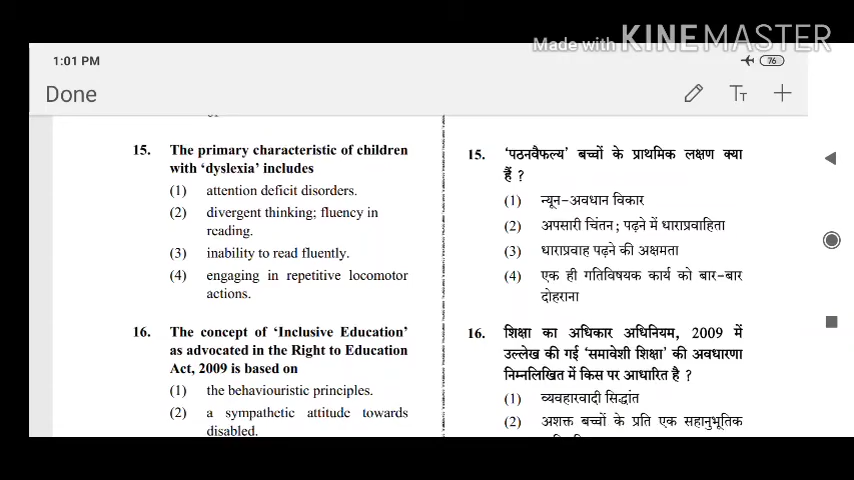 Made with KINEMASTER
1:01 PM
76
Done
TT
15. The primary characteristic of children
with ‘dyslexia’ includes
(1) attention deficit disorders.
(2) divergent thinking; fluency in
reading.
(3) inability to read fluently.
(4) engaging in repetitive locomotor
actions.
16. The concept of ‘Inclusive Education’
as advocated in the Right to Education
Act, 2009 is based on
(1) the behaviouristic principles.
(2) a sympathetic attitude towards
disabled.
15. ‘पठनवैफल्य’ बच्चों के प्राथमिक लक्षण क्या
हैं ?
(1) न्यून-अवधान विकार
(2) अपसारी चिंतन; पढ़ने में धाराप्रवाहिता
(3) धाराप्रवाह पढ़ने की अक्षमता
(4) एक ही गतिविषयक कार्य को बार-बार
दोहराना
16. शिक्षा का अधिकार अधिनियम, 2009 में
उल्लेख की गई ‘समावेशी शिक्षा’ की अवधारणा
निम्नलिखित में किस पर आधारित है ?
(1) व्यवहारवादी सिद्धांत
(2) अशक्त बच्चों के प्रति एक सहानुभूतिक